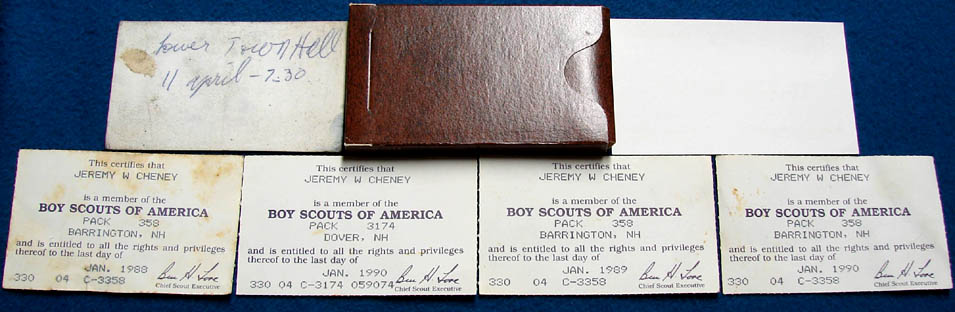 Lower Town Hall
11 april - 7.30
This certifies that
JEREMY W CHENEY
is a member of the
BOY SCOUTS OF AMERICA
PACK 358
BARRINGTON, NH
and is entitled to all the rights and privileges
thereof to the last day of
JAN. 1988
Ben H Love
330 04 C-3358
Chief Scout Executive
This certifies that
JEREMY W CHENEY
is a member of the
BOY SCOUTS OF AMERICA
PACK 3174
DOVER, NH
and is entitled to all the rights and privileges
thereof to the last day of
JAN. 1990
Ben H Love
330 04 C-3174 059074
Chief Scout Executive
This certifies that
JEREMY W CHENEY
is a member of the
BOY SCOUTS OF AMERICA
PACK 358
BARRINGTON, NH
and is entitled to all the rights and privileges
thereof to the last day of
JAN. 1989
Ben H Love
330 04 C-3358
Chief Scout Executive
This certifies that
JEREMY W CHENEY
is a member of the
BOY SCOUTS OF AMERICA
PACK 358
BARRINGTON, NH
and is entitled to all the rights and privileges
thereof to the last day of
JAN. 1990
Ben H Love
330 04 C-3358
Chief Scout Executive